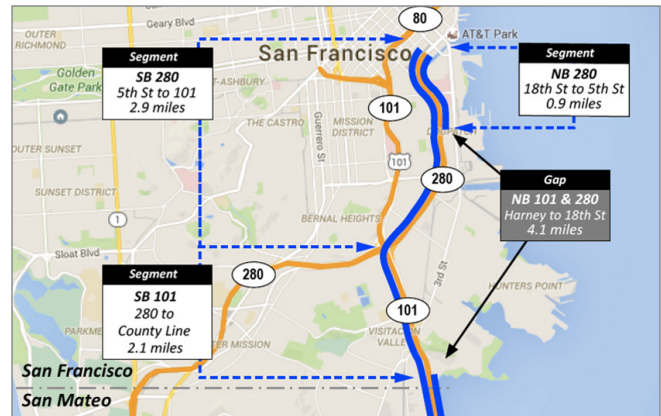 Geary Blvd
80
OUTER
RICHMOND
AT&T Park
San Francisco
Segment
SB 280
5th St to 101
2.9 miles
Segment
NB 280
18th St to 5th St
0.9 miles
Golden
Gate Park
T-ASHBURY
101
THE CASTRO
Guerrero St
MISSION
DISTRICT
OUTER SUNSET
101
280
Gap
NB 101 & 280
Harney to 18th St
4.1 miles
SUNSET DISTRICT
1
BERNAL HEIGHTS
Sloat Blvd
280
3rd St
HUNTERS POINT
Segment
SB 101
280 to
County Line
2.1 miles
101
PARKME
TER MISSION
VISITACION
VALLEY
San Francisco
San Mateo